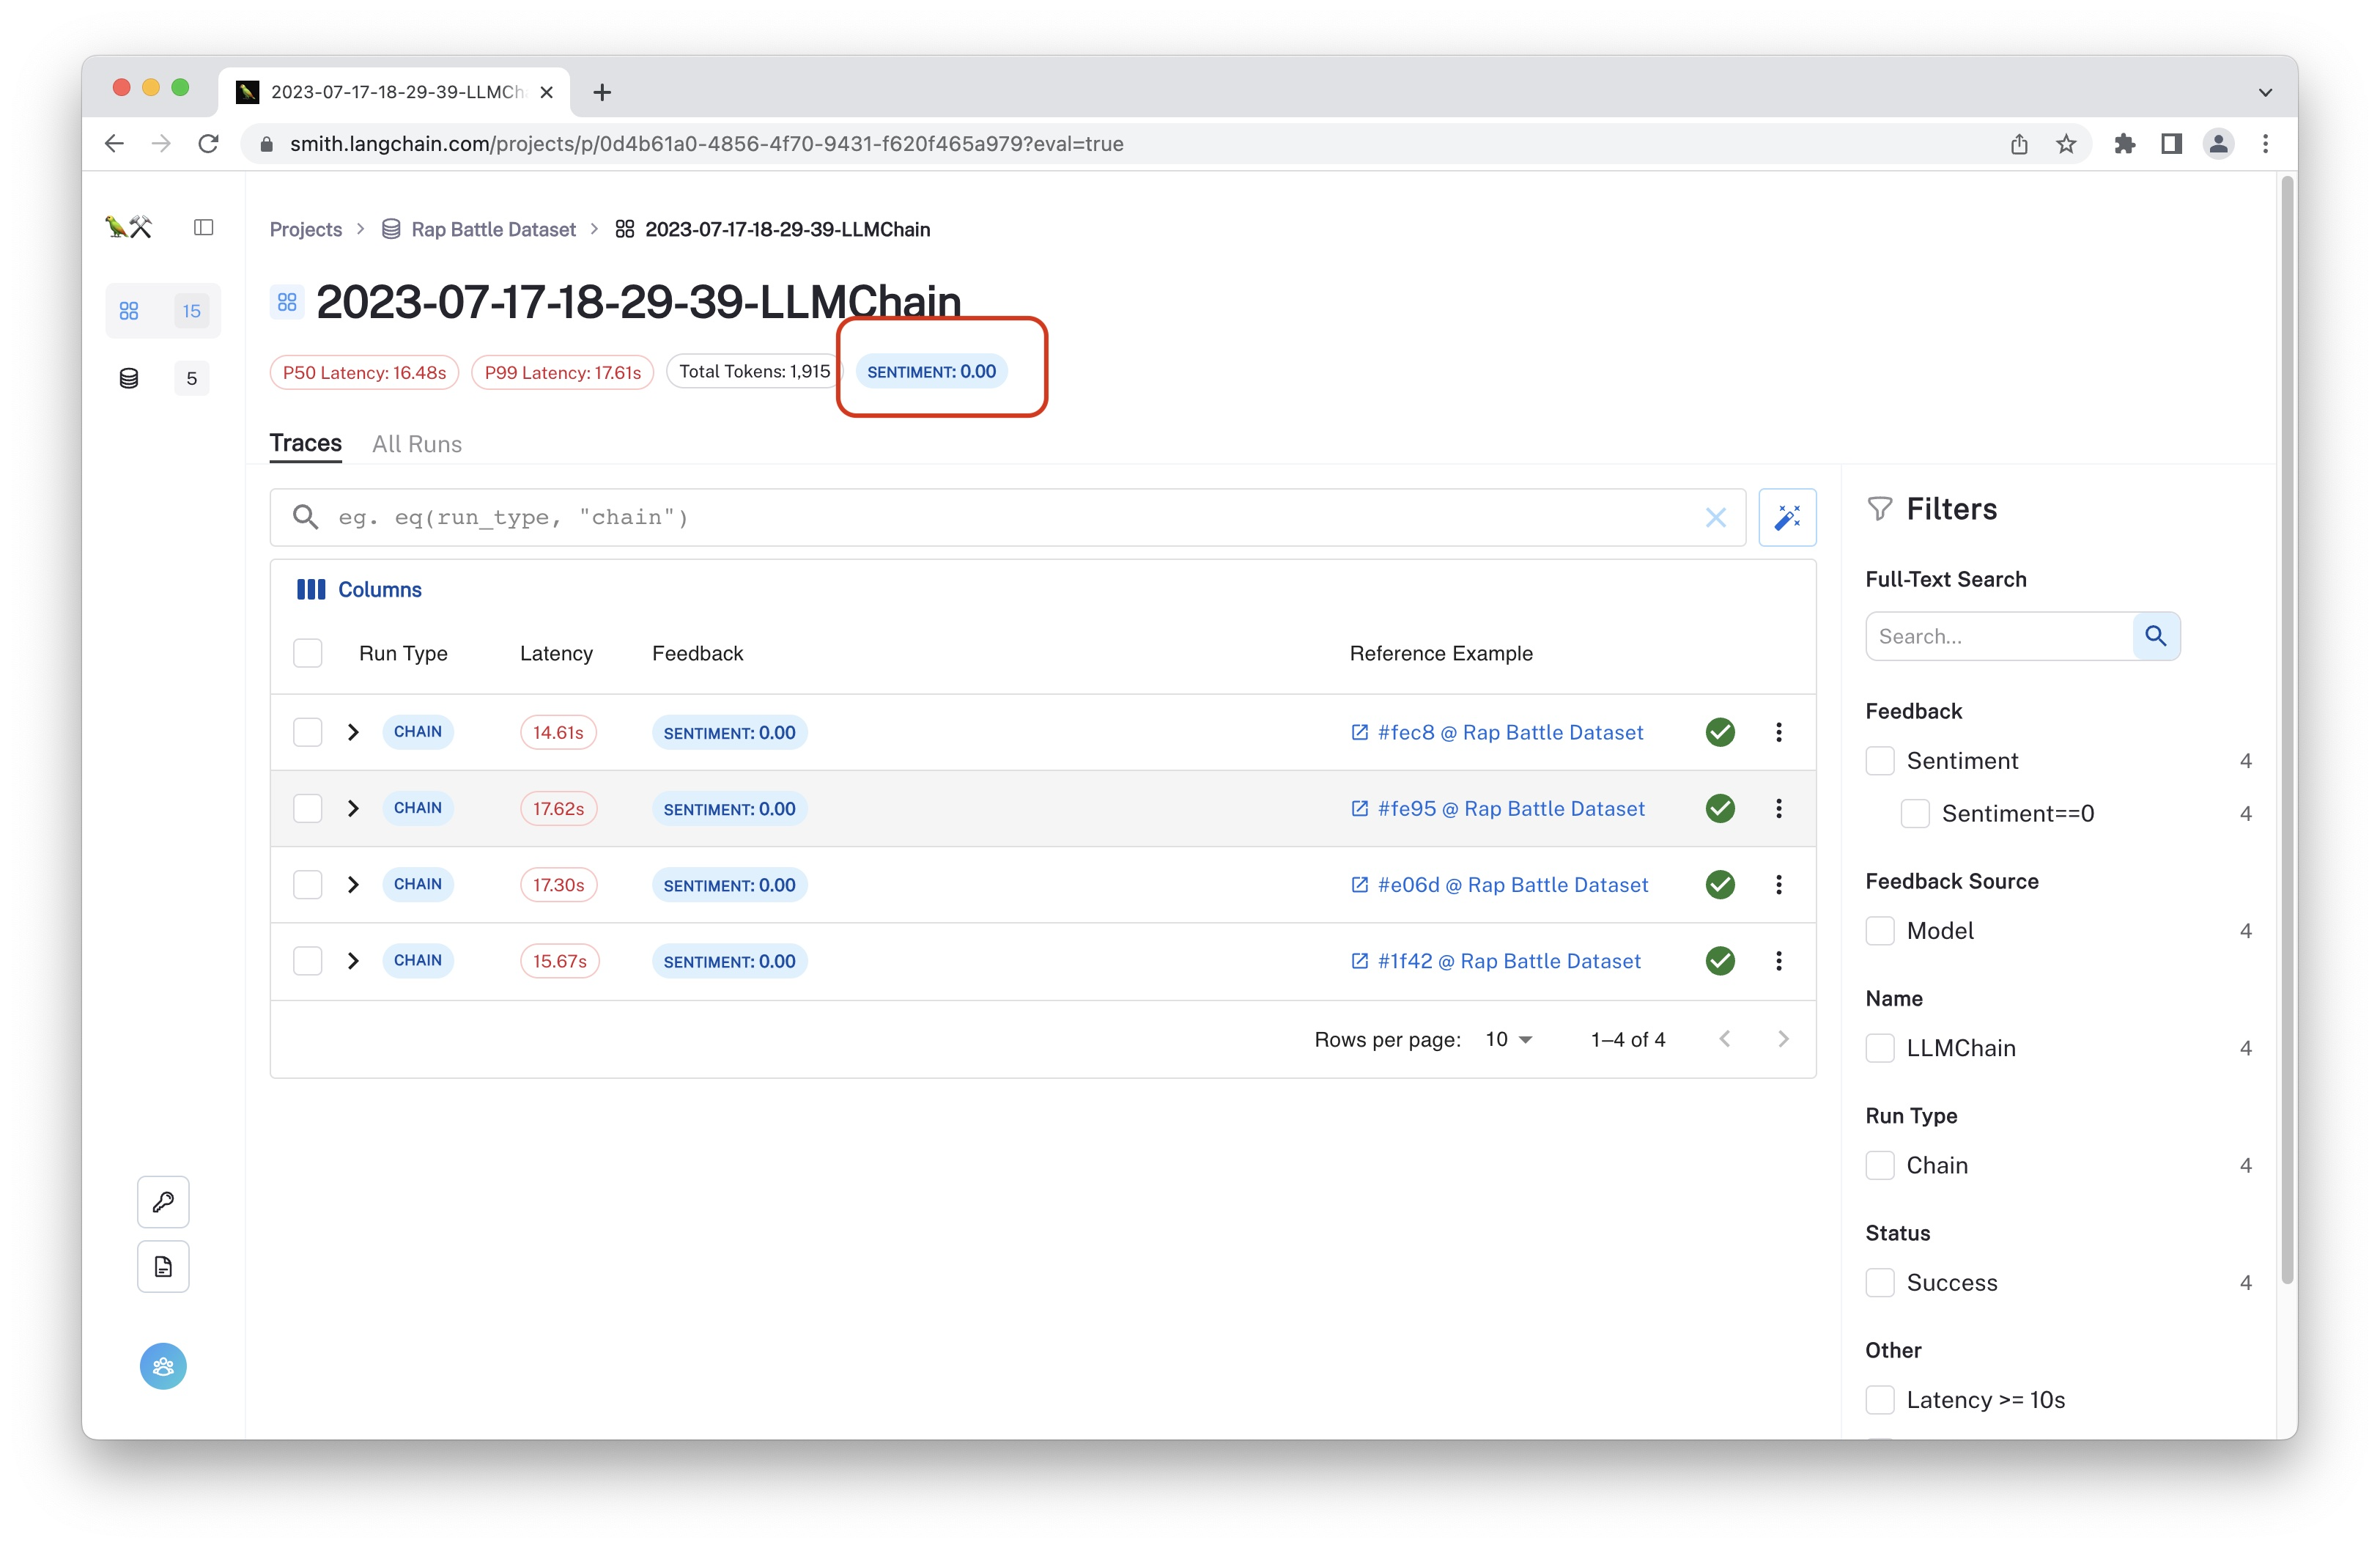 2023-07-17-18-29-39-LLMCh
smith.langchain.com/projects/p/0d4b61a0-4856-4f70-9431-f620f465a979?eval=true
Projects > Rap Battle Dataset > 2023-07-17-18-29-39-LLMChain
15
5
2023-07-17-18-29-39-LLMChain
P50 Latency: 16.48s P99 Latency: 17.61s Total Tokens: 1,915 SENTIMENT: 0.00
Traces All Runs
eg. eq(run_type, "chain")
Columns
Run Type Latency Feedback Reference Example
CHAIN 14.61s SENTIMENT: 0.00 #fec8 @ Rap Battle Dataset
CHAIN 17.62s SENTIMENT: 0.00 #fe95 @ Rap Battle Dataset
CHAIN 17.30s SENTIMENT: 0.00 #e06d @ Rap Battle Dataset
CHAIN 15.67s SENTIMENT: 0.00 #1f42 @ Rap Battle Dataset
Rows per page: 10 1–4 of 4
Filters
Full-Text Search
Search...
Feedback
Sentiment 4
Sentiment==0 4
Feedback Source
Model 4
Name
LLMChain 4
Run Type
Chain 4
Status
Success 4
Other
Latency >= 10s